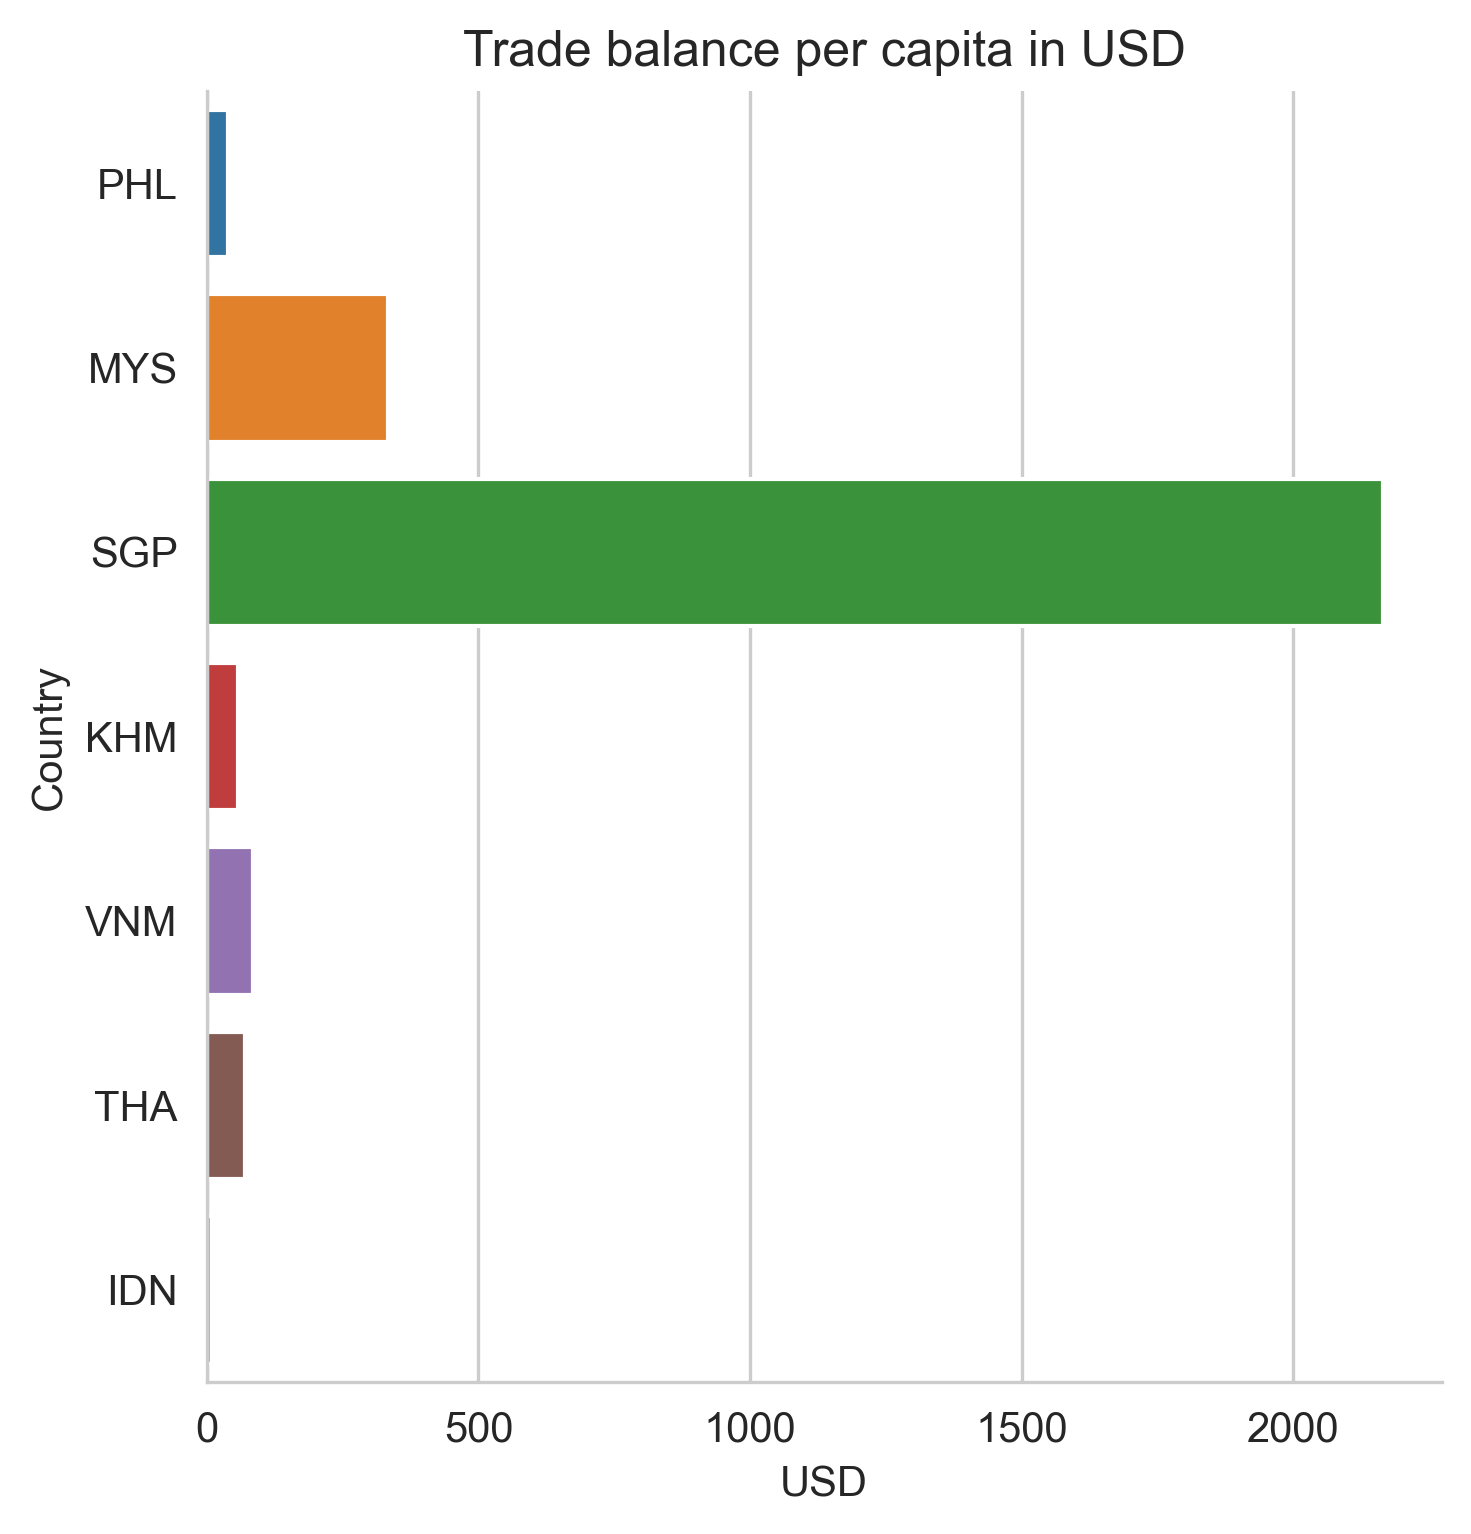 Trade balance per capita in USD
PHL
MYS
SGP
KHM
VNM
THA
IDN
Country
0 500 1000 1500 2000
USD